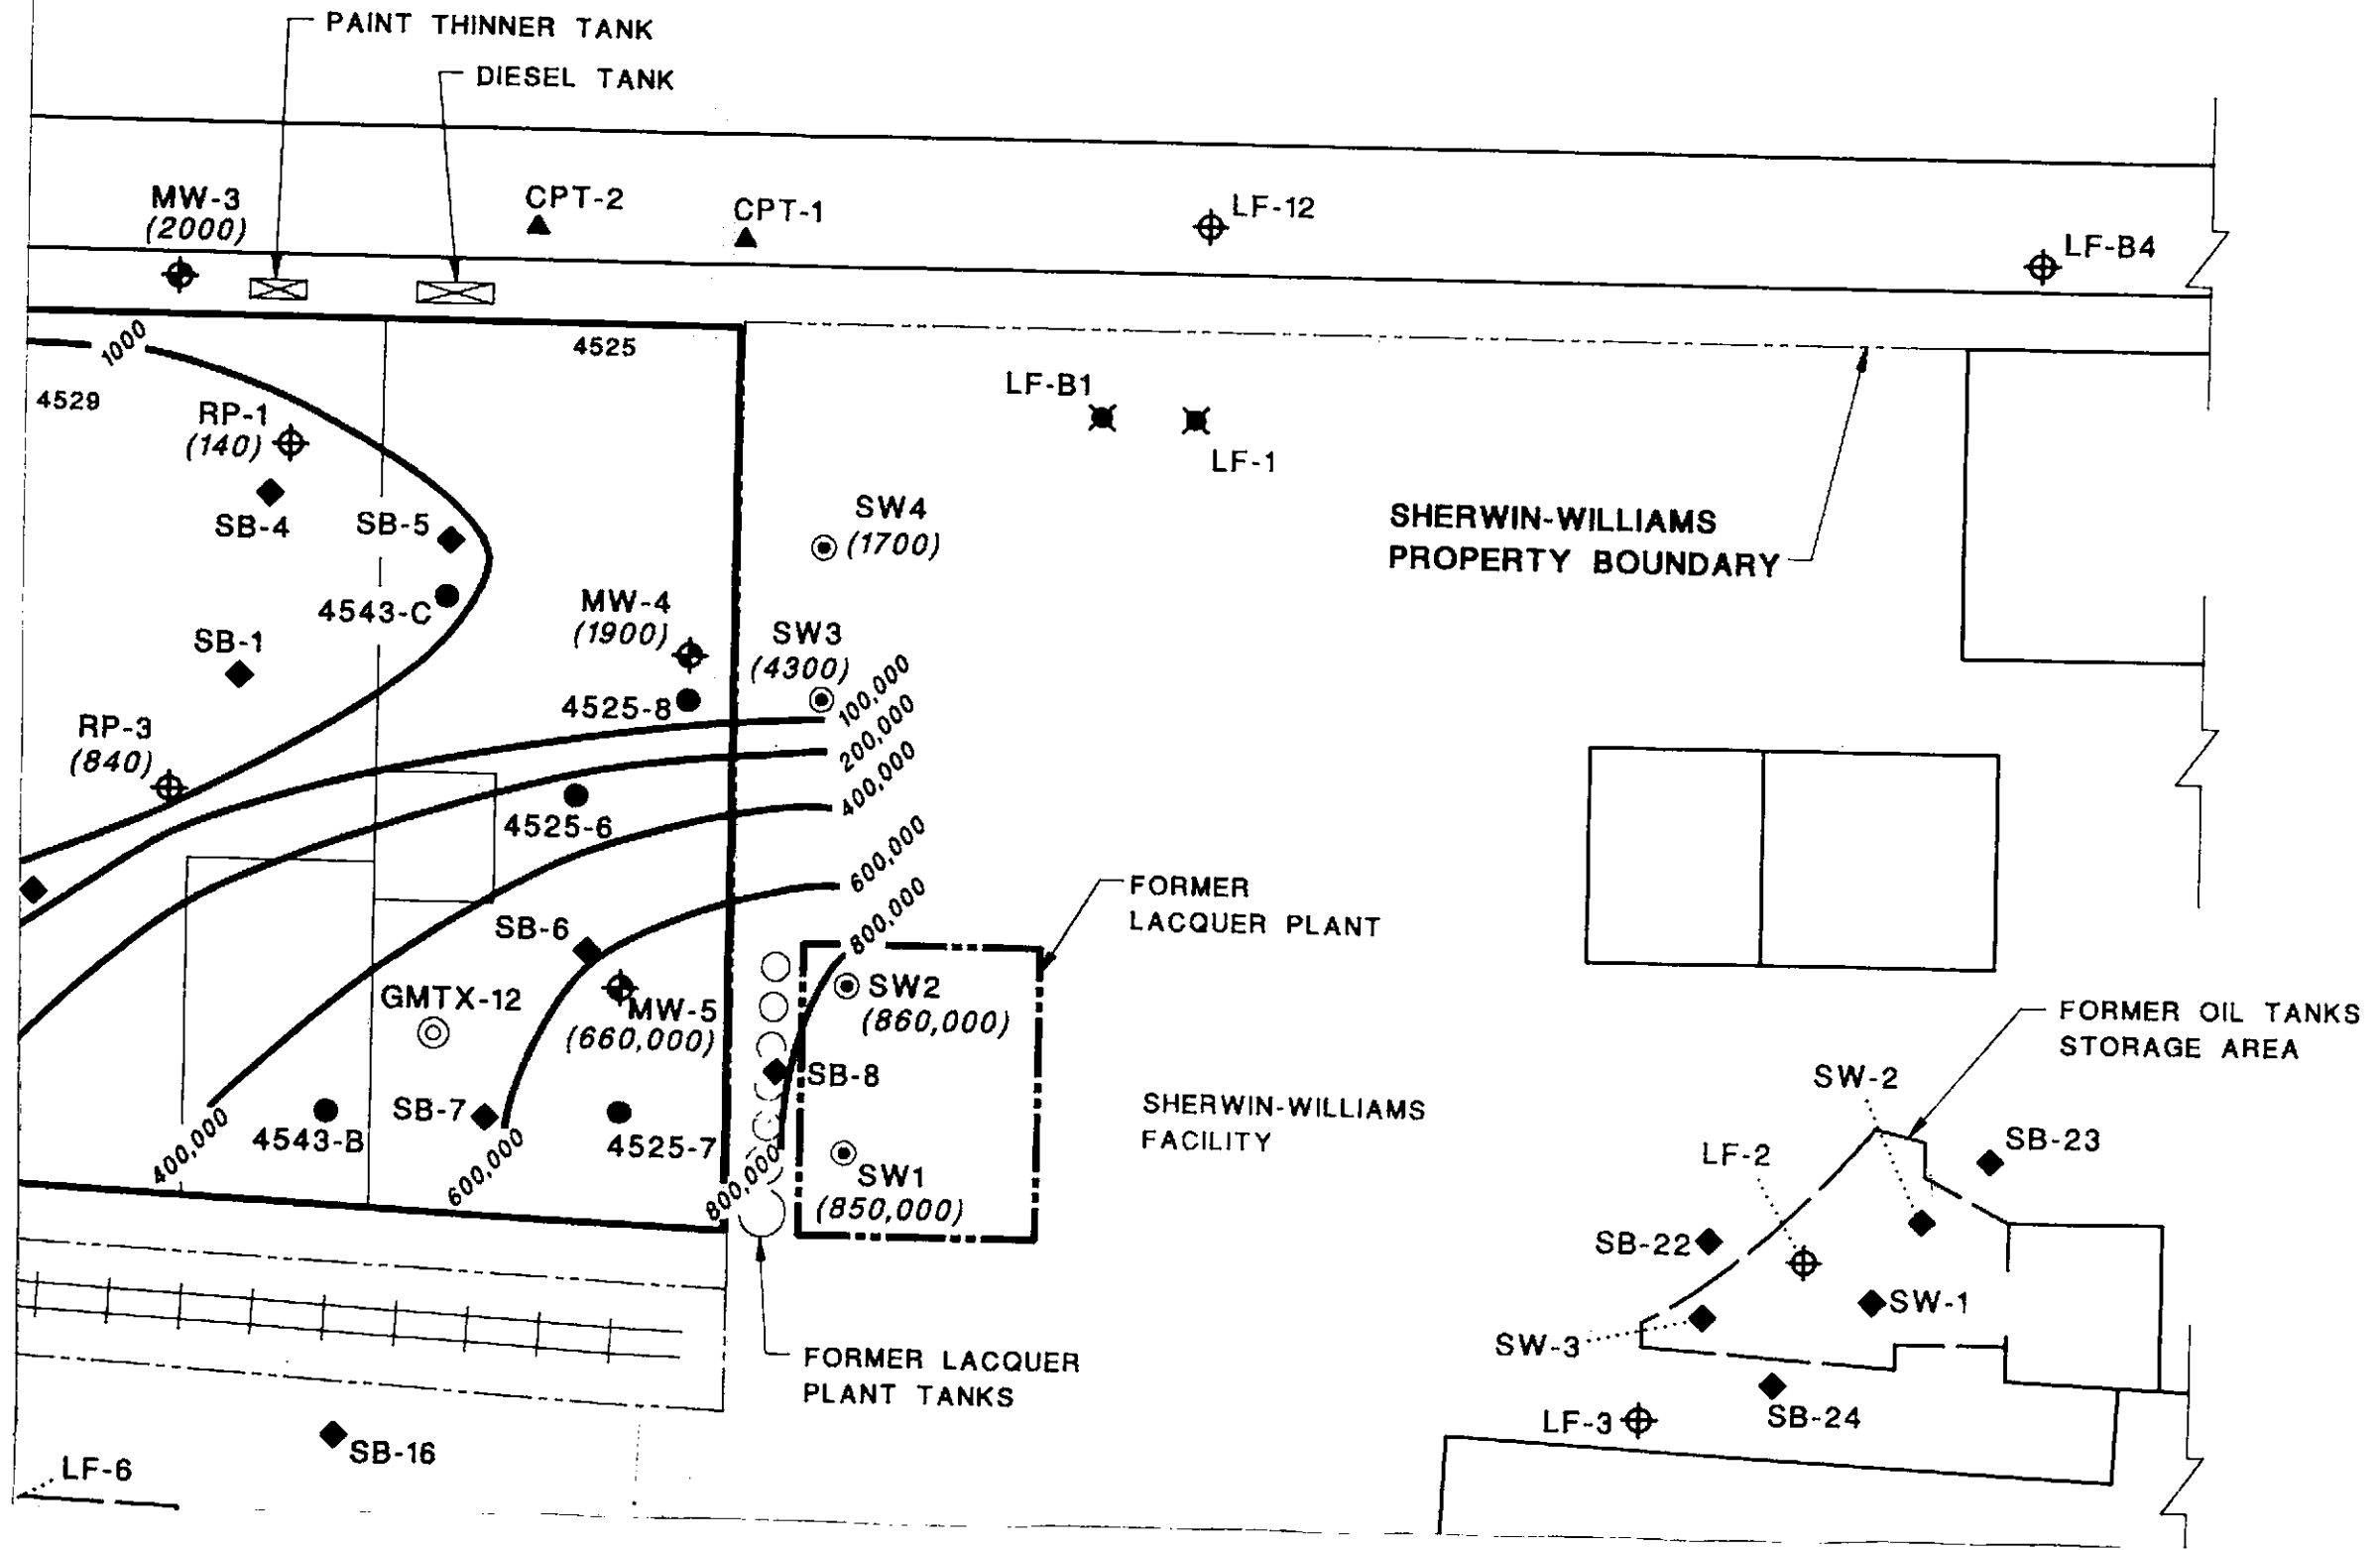 PAINT THINNER TANK
DIESEL TANK
MW-3
(2000)
CPT-2
CPT-1
LF-12
LF-B4
1000
4525
4529
RP-1
(140)
LF-B1
LF-1
SB-4
SB-5
SW4
(1700)
SHERWIN-WILLIAMS
PROPERTY BOUNDARY
4543-C
MW-4
(1900)
SW3
(4300)
SB-1
4525-8
100,000
200,000
400,000
RP-3
(840)
4525-6
600,000
800,000
FORMER
LACQUER PLANT
SB-6
GMTX-12
MW-5
(660,000)
SW2
(860,000)
FORMER OIL TANKS
STORAGE AREA
SB-8
SW-2
SHERWIN-WILLIAMS
FACILITY
SB-7
4543-B
4525-7
400,000
600,000
800,000
SW1
(850,000)
LF-2
SB-23
SB-22
SW-1
SW-3
FORMER LACQUER
PLANT TANKS
SB-24
LF-3
SB-16
LF-6